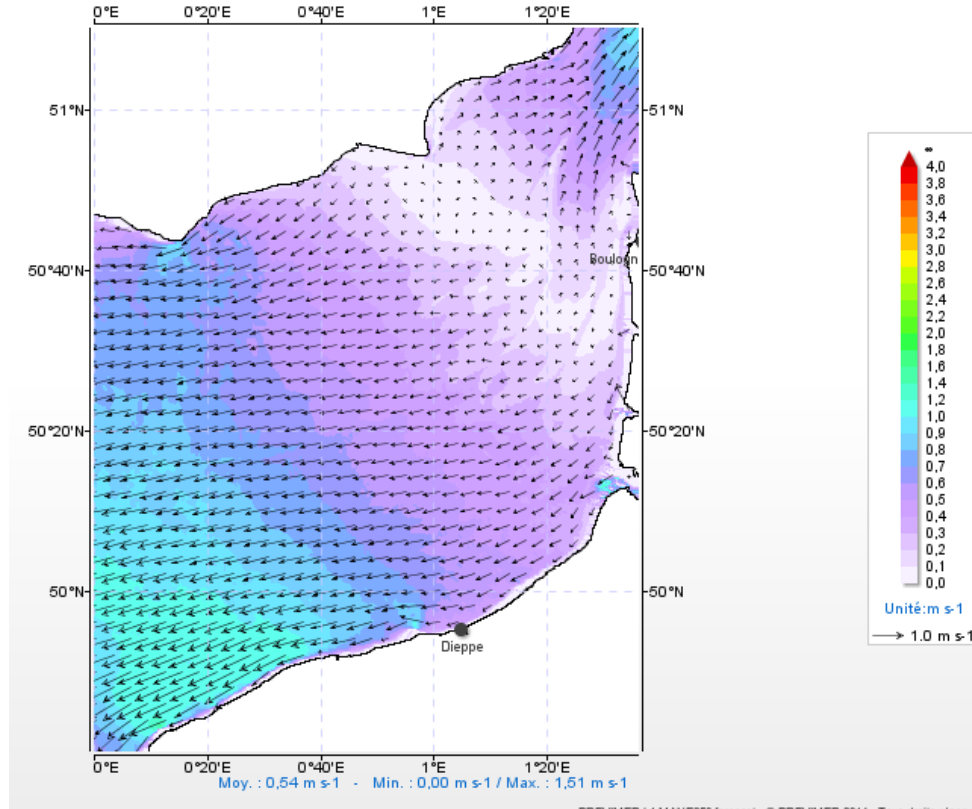 0°E 0°20'E 0°40'E 1°E 1°20'E
51°N 51°N
50°40'N 50°40'N
50°20'N 50°20'N
50°N 50°N
Boulogn
Dieppe
0°E 0°20'E 0°40'E 1°E 1°20'E
Moy. : 0,54 m s-1 - Min. : 0,00 m s-1 / Max. : 1,51 m s-1
∞
4,0
3,8
3,6
3,4
3,2
3,0
2,8
2,6
2,4
2,2
2,0
1,8
1,6
1,4
1,2
1,0
0,9
0,8
0,7
0,6
0,5
0,4
0,3
0,2
0,1
0,0
Unité:m s-1
1.0 m s-1